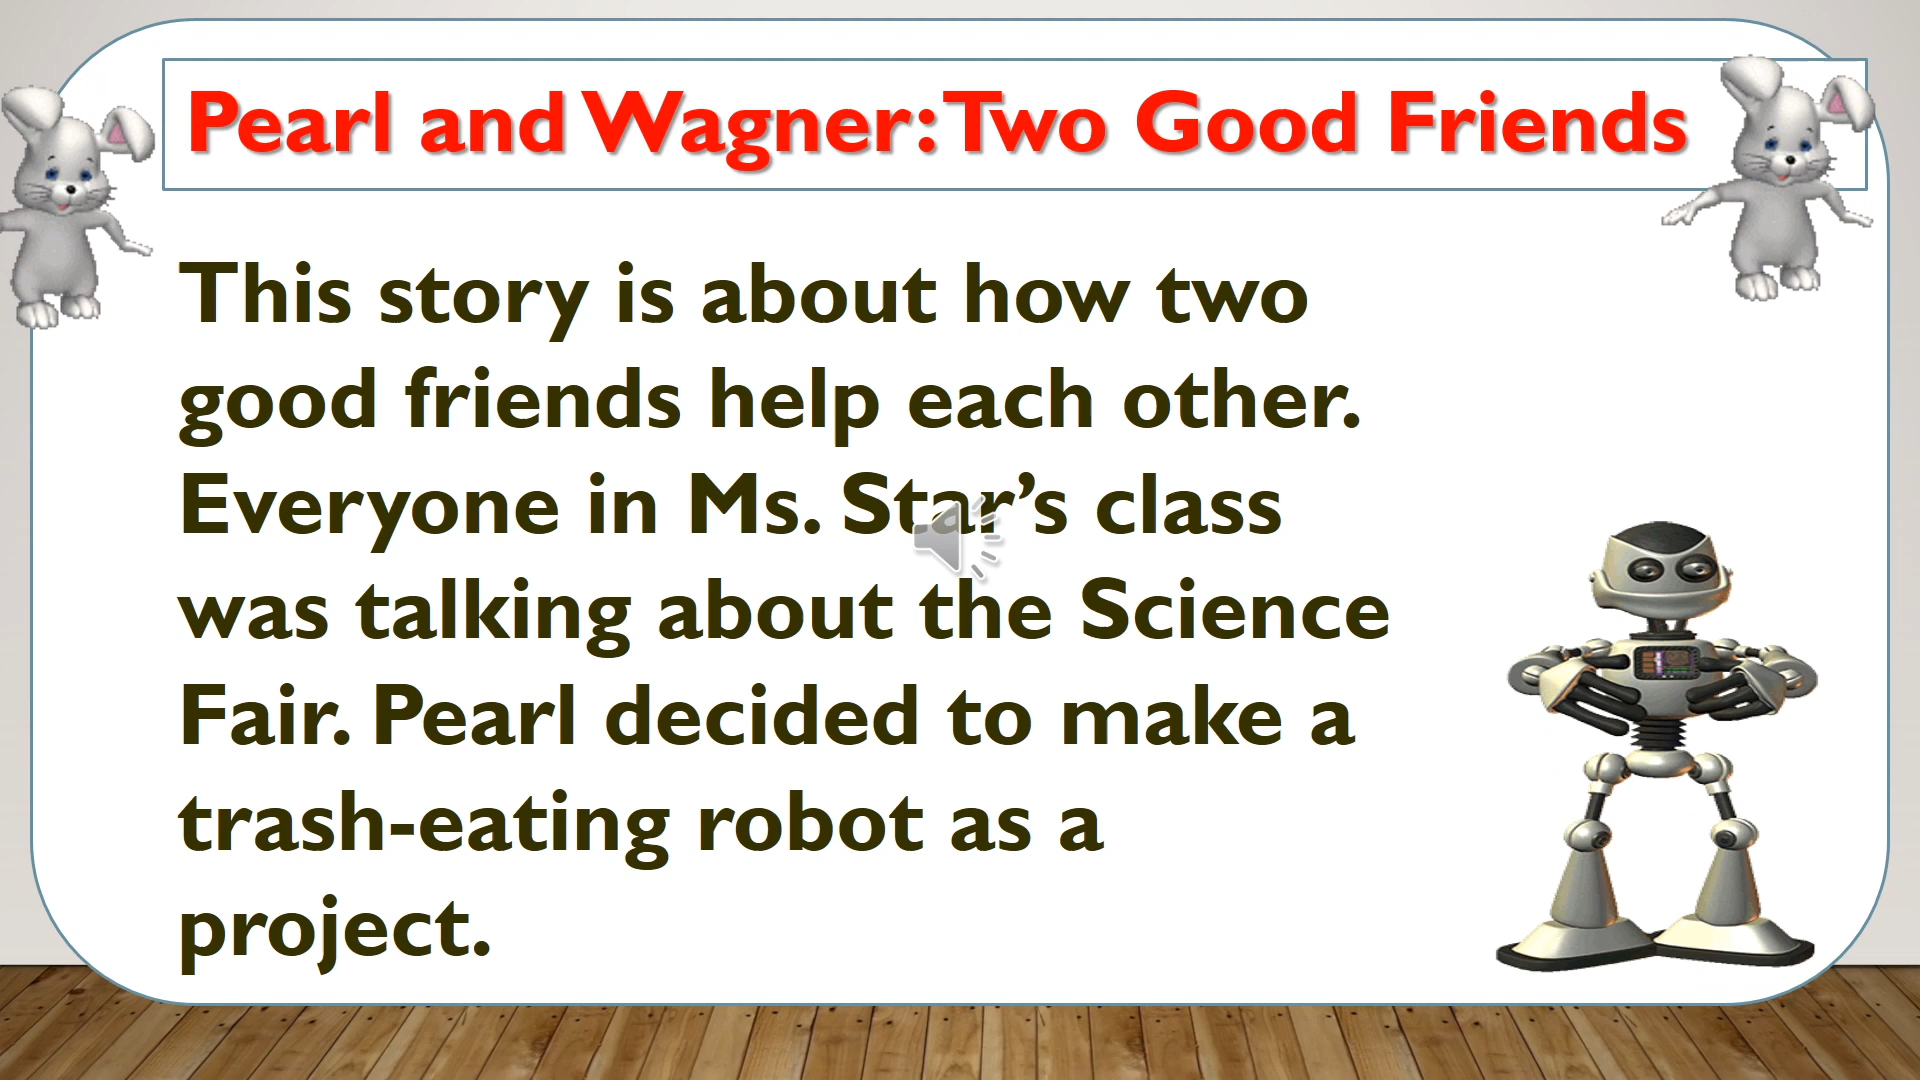 Pearl and Wagner: Two Good Friends
This story is about how two
good friends help each other.
Everyone in Ms. Star’s class
was talking about the Science
Fair. Pearl decided to make a
trash-eating robot as a
project.